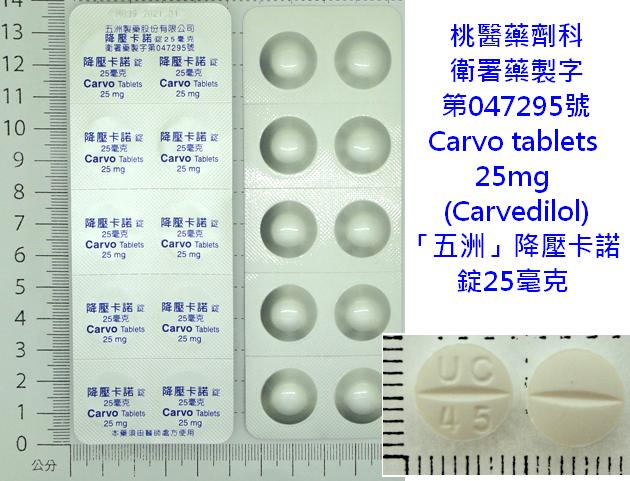 14
13
12
11
10
9
8
7
6
5
4
3
2
1
0
公分
五洲製藥股份有限公司
降壓卡諾錠25毫克
衛署藥製字第047295號
降壓卡諾錠 降壓卡諾錠
25毫克 25毫克
Carvo Tablets Carvo Tablets
25 mg 25 mg
降壓卡諾錠 降壓卡諾錠
25毫克 25毫克
Carvo Tablets Carvo Tablets
25 mg 25 mg
降壓卡諾錠 降壓卡諾錠
25毫克 25毫克
Carvo Tablets Carvo Tablets
25 mg 25 mg
降壓卡諾錠 降壓卡諾錠
25毫克 25毫克
Carvo Tablets Carvo Tablets
25 mg 25 mg
降壓卡諾錠 降壓卡諾錠
25毫克 25毫克
Carvo Tablets Carvo Tablets
25 mg 25 mg
本藥須由醫師處方使用
桃醫藥劑科
衛署藥製字
第047295號
Carvo tablets
25mg
(Carvedilol)
「五洲」降壓卡諾
錠25毫克
UC
45